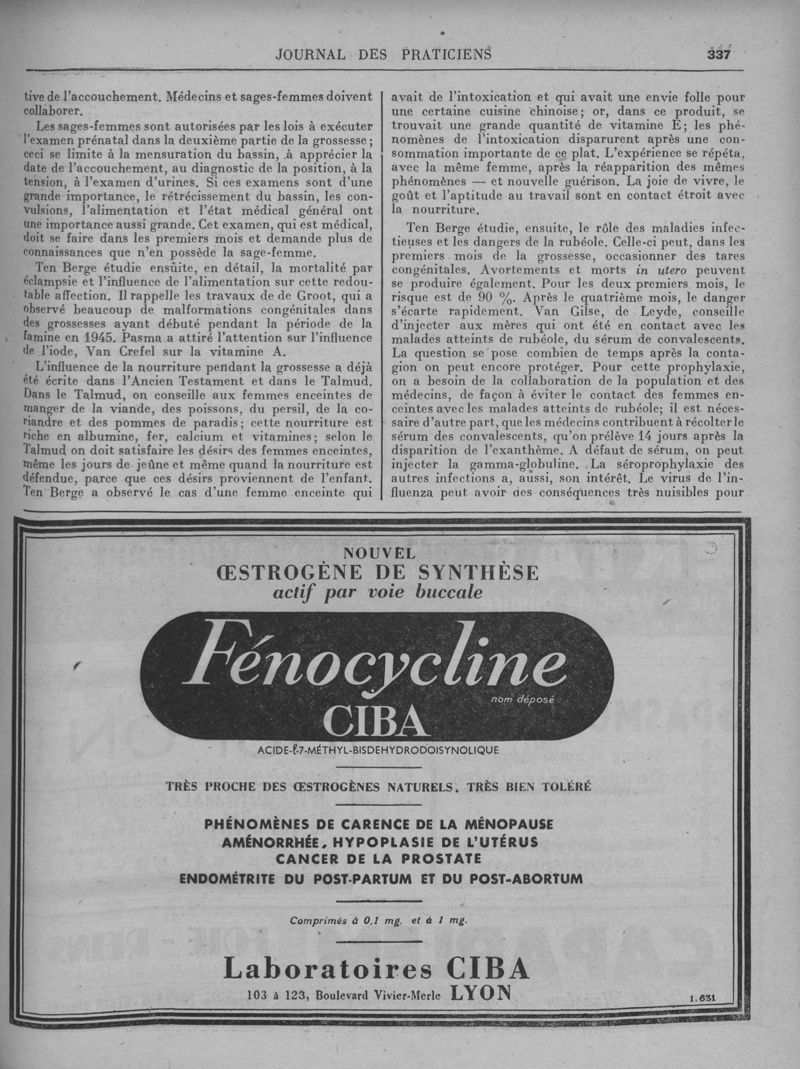 JOURNAL DES PRATICIENS 337
tive de l'accouchement. Médecins et sages-femmes doivent
collaborer.
Les sages-femmes sont autorisées par les lois à exécuter
l'examen prénatal dans la deuxième partie de la grossesse ;
ceci se limite à la mensuration du bassin, à apprécier la
date de l'accouchement, au diagnostic de la position, à la
tension, à l'examen d'urines. Si ces examens sont d'une
grande importance, le rétrécissement du bassin, les con-
vulsions, l'alimentation et l'état médical général ont
une importance aussi grande. Cet examen, qui est médical,
doit se faire dans les premiers mois et demande plus de
connaissances que n'en possède la sage-femme.
Ten Berge étudie ensuite, en détail, la mortalité par
éclampsie et l'influence de l'alimentation sur cette redou-
table affection. Il rappelle les travaux de de Groot, qui a
observé beaucoup de malformations congénitales dans
des grossesses ayant débuté pendant la période de la
famine en 1945. Pasma a attiré l'attention sur l'influence
de l'iode, Van Crefel sur la vitamine A.
L'influence de la nourriture pendant la grossesse a déjà
été écrite dans l'Ancien Testament et dans le Talmud.
Dans le Talmud, on conseille aux femmes enceintes de
manger de la viande, des poissons, du persil, de la co-
riandre et des pommes de paradis ; cette nourriture est
riche en albumine, fer, calcium et vitamines ; selon le
Talmud on doit satisfaire les désirs des femmes enceintes,
même les jours de jeûne et même quand la nourriture est
défendue, parce que ces désirs proviennent de l'enfant.
Ten Berge a observé le cas d'une femme enceinte qui
avait de l'intoxication et qui avait une envie folle pour
une certaine cuisine chinoise ; or, dans ce produit, se
trouvait une grande quantité de vitamine E ; les phé-
nomènes de l'intoxication disparurent après une con-
sommation importante de ce plat. L'expérience se répéta,
avec la même femme, après la réapparition des mêmes
phénomènes — et nouvelle guérison. La joie de vivre, le
goût et l'aptitude au travail sont en contact étroit avec
la nourriture.
Ten Berge étudie, ensuite, le rôle des maladies infec-
tieuses et les dangers de la rubéole. Celle-ci peut, dans les
premiers mois de la grossesse, occasionner des tares
congénitales. Avortements et morts in utero peuvent
se produire également. Pour les deux premiers mois, le
risque est de 90 %. Après le quatrième mois, le danger
s'écarte rapidement. Van Gilse, de Leyde, conseille
d'injecter aux mères qui ont été en contact avec les
malades atteints de rubéole, du sérum de convalescents.
La question se pose combien de temps après la conta-
gion on peut encore protéger. Pour cette prophylaxie,
on a besoin de la collaboration de la population et des
médecins, de façon à éviter le contact des femmes en-
ceintes avec les malades atteints de rubéole ; il est néces-
saire d'autre part, que les médecins contribuent à récolter le
sérum des convalescents, qu'on prélève 14 jours après la
disparition de l'exanthème. A défaut de sérum, on peut
injecter la gamma-globuline. La séroprophylaxie des
autres infections a, aussi, son intérêt. Le virus de l'in-
fluenza peut avoir des conséquences très nuisibles pour
NOUVEL
ŒSTROGÈNE DE SYNTHÈSE
actif par voie buccale
Fénocycline
nom déposé
CIBA
ACIDE-ℓ-7-MÉTHYL-BISDEHYDRODOISYNOLIQUE
TRÈS PROCHE DES ŒSTROGÈNES NATURELS. TRÈS BIEN TOLÉRÉ
PHÉNOMÈNES DE CARENCE DE LA MÉNOPAUSE
AMÉNORRHÉE, HYPOPLASIE DE L'UTÉRUS
CANCER DE LA PROSTATE
ENDOMÉTRITE DU POST-PARTUM ET DU POST-ABORTUM
Comprimés à 0,1 mg. et à 1 mg.
Laboratoires CIBA
103 à 123, Boulevard Vivier-Merle LYON
1.631